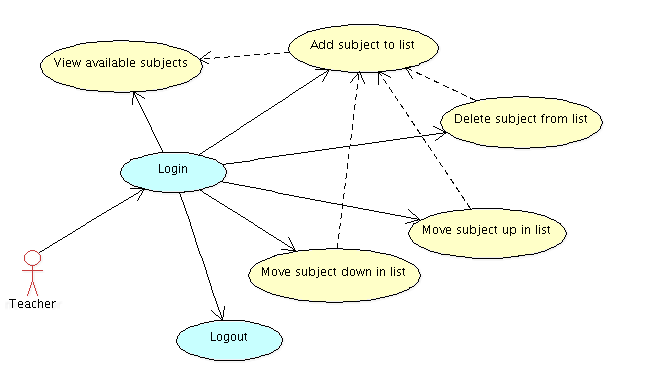 Add subject to list
View available subjects
Delete subject from list
Login
Move subject up in list
Move subject down in list
Teacher
Logout